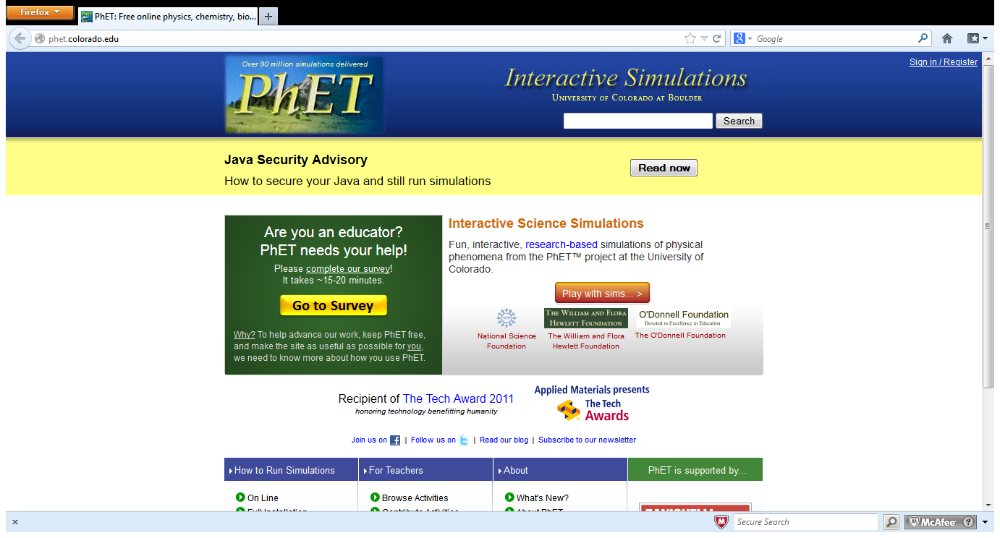 Firefox
PhET: Free online physics, chemistry, bio...
phet.colorado.edu
Google
Sign in / Register
Over 90 million simulations delivered
PhET
Interactive Simulations
UNIVERSITY OF COLORADO AT BOULDER
Search
Java Security Advisory
How to secure your Java and still run simulations
Read now
Are you an educator?
PhET needs your help!
Please complete our survey!
It takes ~15-20 minutes.
Go to Survey
Why? To help advance our work, keep PhET free,
and make the site as useful as possible for you,
we need to know more about how you use PhET.
Interactive Science Simulations
Fun, interactive, research-based simulations of physical
phenomena from the PhET™ project at the University of
Colorado.
Play with sims... >
THE WILLIAM AND FLORA
HEWLETT FOUNDATION
O'Donnell Foundation
Devoted to Excellence in Education
National Science
Foundation
The William and Flora
Hewlett Foundation
The O'Donnell Foundation
Recipient of The Tech Award 2011
honoring technology benefitting humanity
Applied Materials presents
The Tech
Awards
Join us on | Follow us on | Read our blog | Subscribe to our newsletter
How to Run Simulations
For Teachers
About
PhET is supported by...
On Line
Browse Activities
What's New?
Full Installation
Contribute Activities
About PhET
ZANICHELLI
Secure Search
McAfee